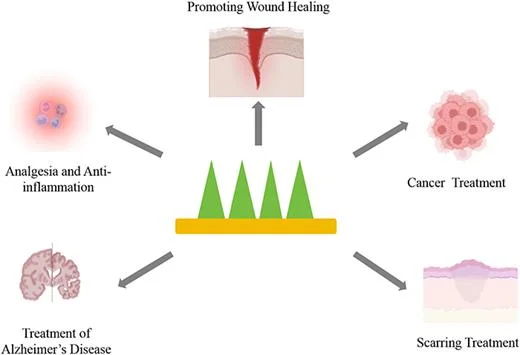 Promoting Wound Healing
Analgesia and Anti-
inflammation
Cancer Treatment
Treatment of
Alzheimer's Disease
Scarring Treatment